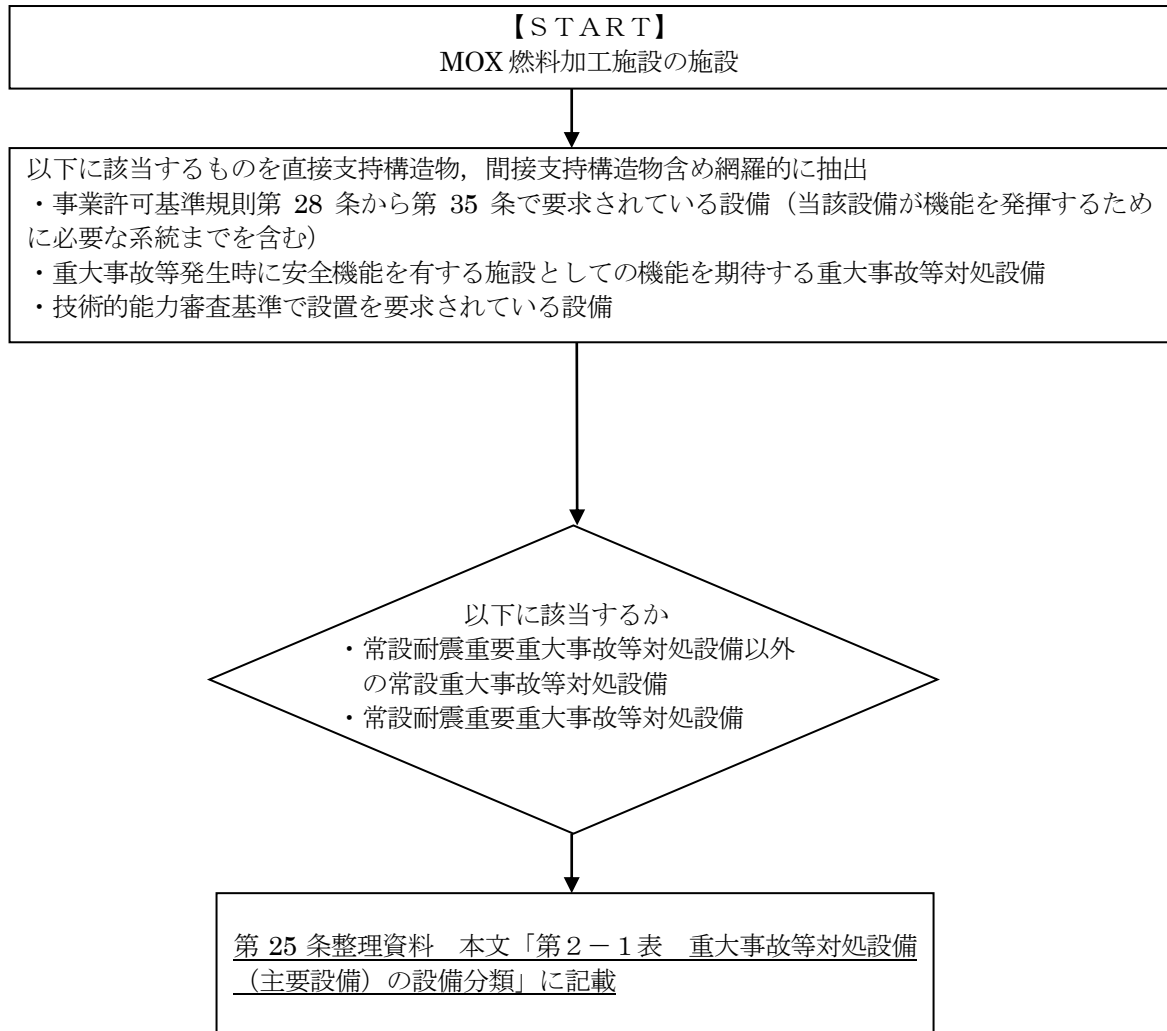 【ＳＴＡＲＴ】
MOX 燃料加工施設の施設
以下に該当するものを直接支持構造物，間接支持構造物含め網羅的に抽出
・事業許可基準規則第 28 条から第 35 条で要求されている設備（当該設備が機能を発揮するため
に必要な系統までを含む）
・重大事故等発生時に安全機能を有する施設としての機能を期待する重大事故等対処設備
・技術的能力審査基準で設置を要求されている設備
以下に該当するか
・常設耐震重要重大事故等対処設備以外
の常設重大事故等対処設備
・常設耐震重要重大事故等対処設備
第 25 条整理資料　本文「第２－１表　重大事故等対処設備
（主要設備）の設備分類」に記載